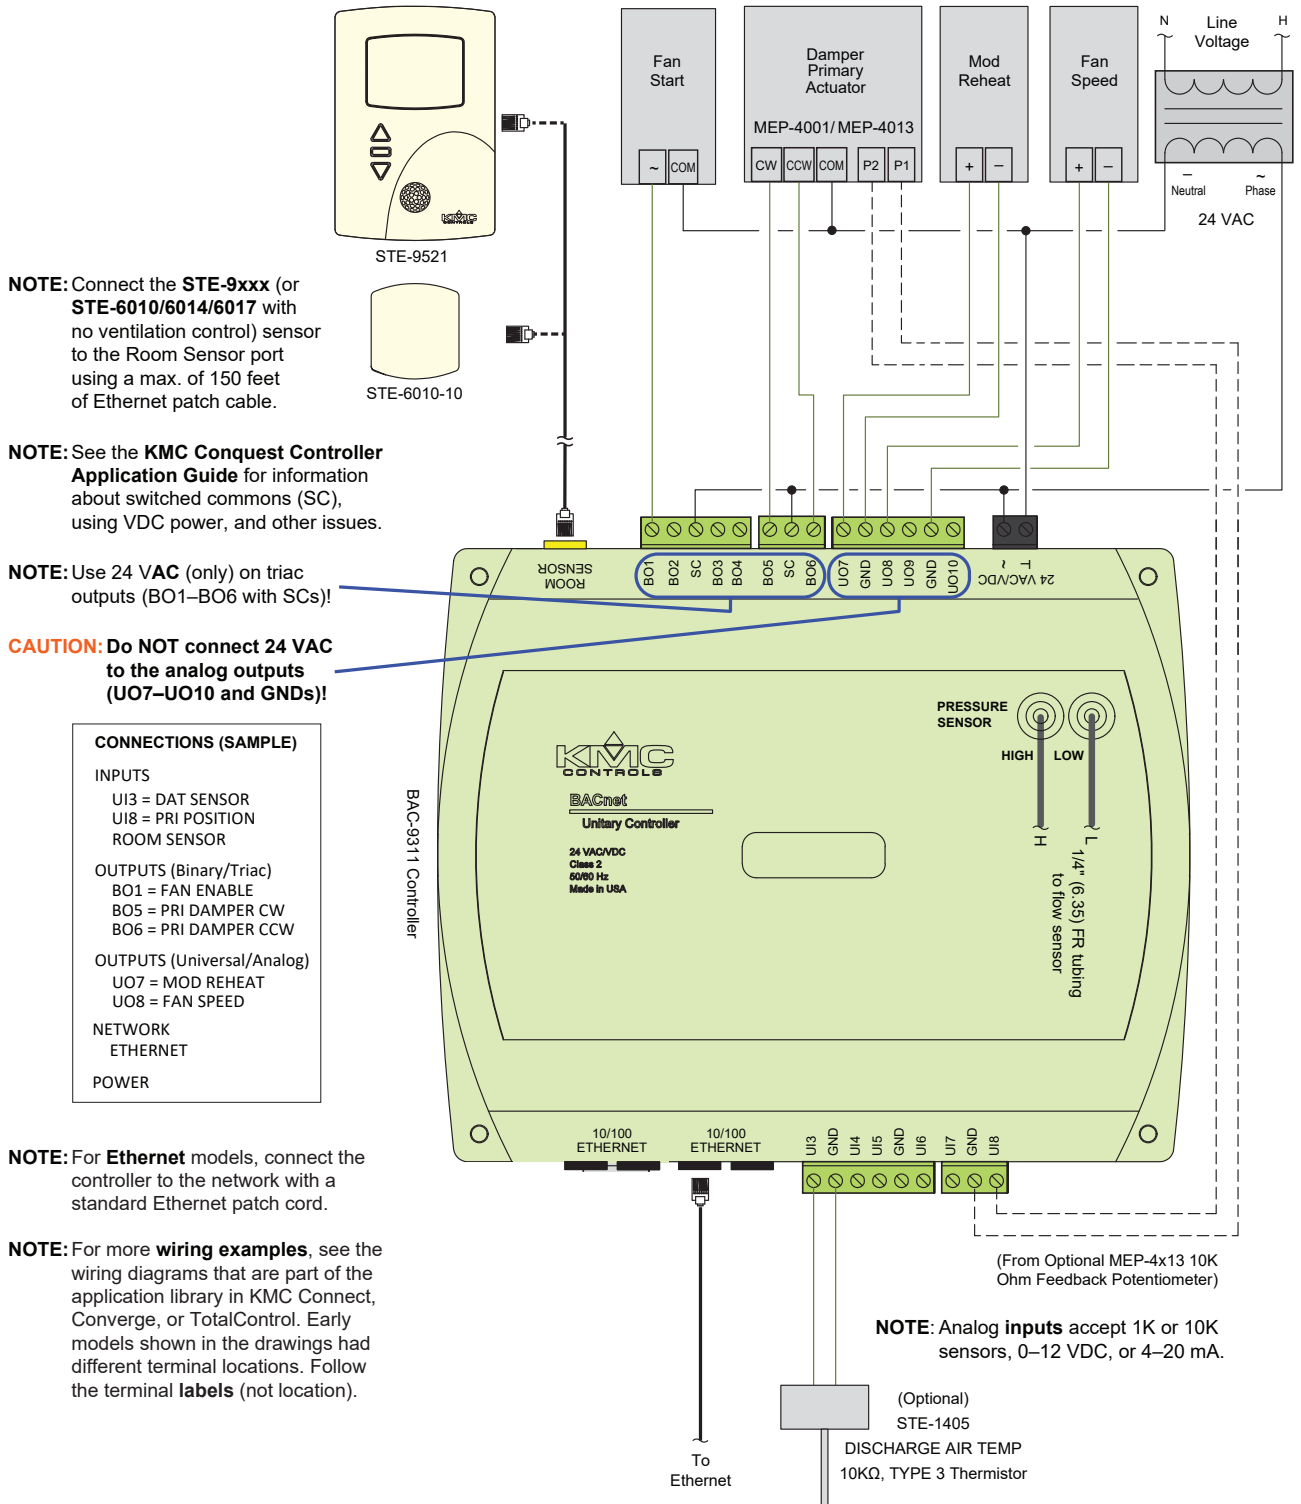 Fan
Start
~
COM
Damper
Primary
Actuator
MEP-4001/ MEP-4013
CW
CCW
COM
P2
P1
Mod
Reheat
+
–
Fan
Speed
+
–
N
Line
Voltage
H
–
Neutral
~
Phase
24 VAC
KMC
CONTROLS
STE-9521
STE-6010-10
NOTE: Connect the STE-9xxx (or
STE-6010/6014/6017 with
no ventilation control) sensor
to the Room Sensor port
using a max. of 150 feet
of Ethernet patch cable.
NOTE: See the KMC Conquest Controller
Application Guide for information
about switched commons (SC),
using VDC power, and other issues.
NOTE: Use 24 VAC (only) on triac
outputs (BO1–BO6 with SCs)!
CAUTION: Do NOT connect 24 VAC
to the analog outputs
(UO7–UO10 and GNDs)!
CONNECTIONS (SAMPLE)
INPUTS
UI3 = DAT SENSOR
UI8 = PRI POSITION
ROOM SENSOR
OUTPUTS (Binary/Triac)
BO1 = FAN ENABLE
BO5 = PRI DAMPER CW
BO6 = PRI DAMPER CCW
OUTPUTS (Universal/Analog)
UO7 = MOD REHEAT
UO8 = FAN SPEED
NETWORK
ETHERNET
POWER
NOTE: For Ethernet models, connect the
controller to the network with a
standard Ethernet patch cord.
NOTE: For more wiring examples, see the
wiring diagrams that are part of the
application library in KMC Connect,
Converge, or TotalControl. Early
models shown in the drawings had
different terminal locations. Follow
the terminal labels (not location).
BAC-9311 Controller
ROOM
SENSOR
BO1
BO2
SC
BO3
BO4
BO5
SC
BO6
UO7
GND
UO8
UO9
GND
UO10
~
⊥
24 VAC/VDC
KMC
CONTROLS
BACnet
Unitary Controller
24 VAC/VDC
Class 2
50/60 Hz
Made in USA
PRESSURE
SENSOR
HIGH
LOW
H
L
1/4" (6.35) FR tubing
to flow sensor
10/100
ETHERNET
10/100
ETHERNET
UI3
GND
UI4
UI5
GND
UI6
UI7
GND
UI8
(From Optional MEP-4x13 10K
Ohm Feedback Potentiometer)
NOTE: Analog inputs accept 1K or 10K
sensors, 0–12 VDC, or 4–20 mA.
(Optional)
STE-1405
DISCHARGE AIR TEMP
10KΩ, TYPE 3 Thermistor
To
Ethernet